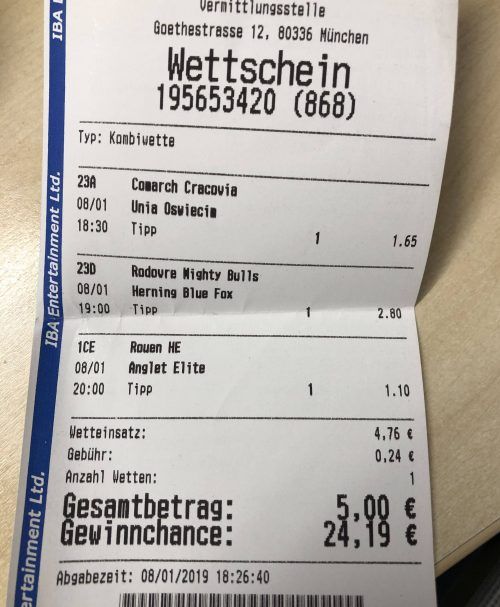 Vermittlungsstelle
Goethestrasse 12, 80336 München
Wettschein
195653420 (868)
Typ: Kombiwette
23A Comarch Cracovia
08/01 Unia Oswiecim
18:30 Tipp 1 1.65
23D Rodovre Mighty Bulls
08/01 Herning Blue Fox
19:00 Tipp 1 2.80
1CE Rouen HE
08/01 Anglet Elite
20:00 Tipp 1 1.10
Wetteinsatz: 4,76 €
Gebühr: 0,24 €
Anzahl Wetten: 1
Gesamtbetrag: 5,00 €
Gewinnchance: 24,19 €
Abgabezeit: 08/01/2019 18:26:40
IBA E
IBA Entertainment Ltd.
ertainment Ltd.